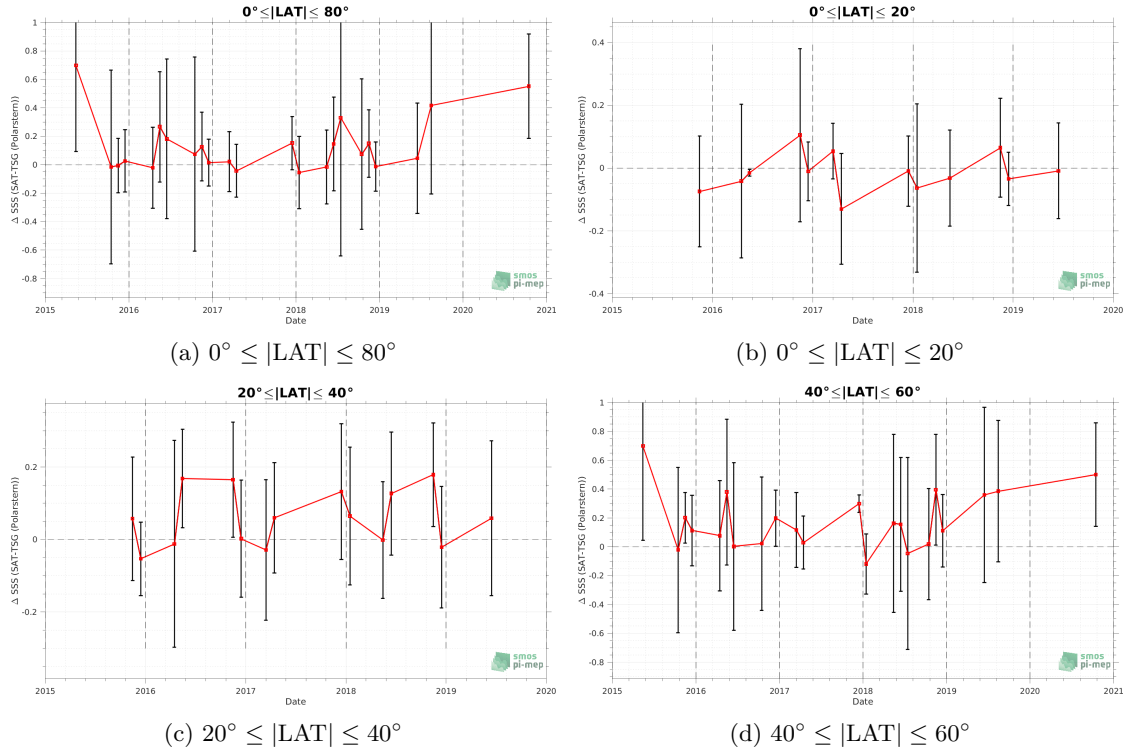 0°≤|LAT|≤ 80°
Δ SSS (SAT-TSG (Polarstern))
1
0.8
0.6
0.4
0.2
0
-0.2
-0.4
-0.6
-0.8
2015
2016
2017
2018
2019
2020
2021
Date
smos
pi-mep
(a) 0° ≤ |LAT| ≤ 80°
0°≤|LAT|≤ 20°
Δ SSS (SAT-TSG (Polarstern))
0.4
0.2
0
-0.2
-0.4
2015
2016
2017
2018
2019
2020
Date
smos
pi-mep
(b) 0° ≤ |LAT| ≤ 20°
20°≤|LAT|≤ 40°
Δ SSS (SAT-TSG (Polarstern))
0.2
0
-0.2
2015
2016
2017
2018
2019
2020
Date
smos
pi-mep
(c) 20° ≤ |LAT| ≤ 40°
40°≤|LAT|≤ 60°
Δ SSS (SAT-TSG (Polarstern))
1
0.8
0.6
0.4
0.2
0
-0.2
-0.4
-0.6
-0.8
2015
2016
2017
2018
2019
2020
2021
Date
smos
pi-mep
(d) 40° ≤ |LAT| ≤ 60°